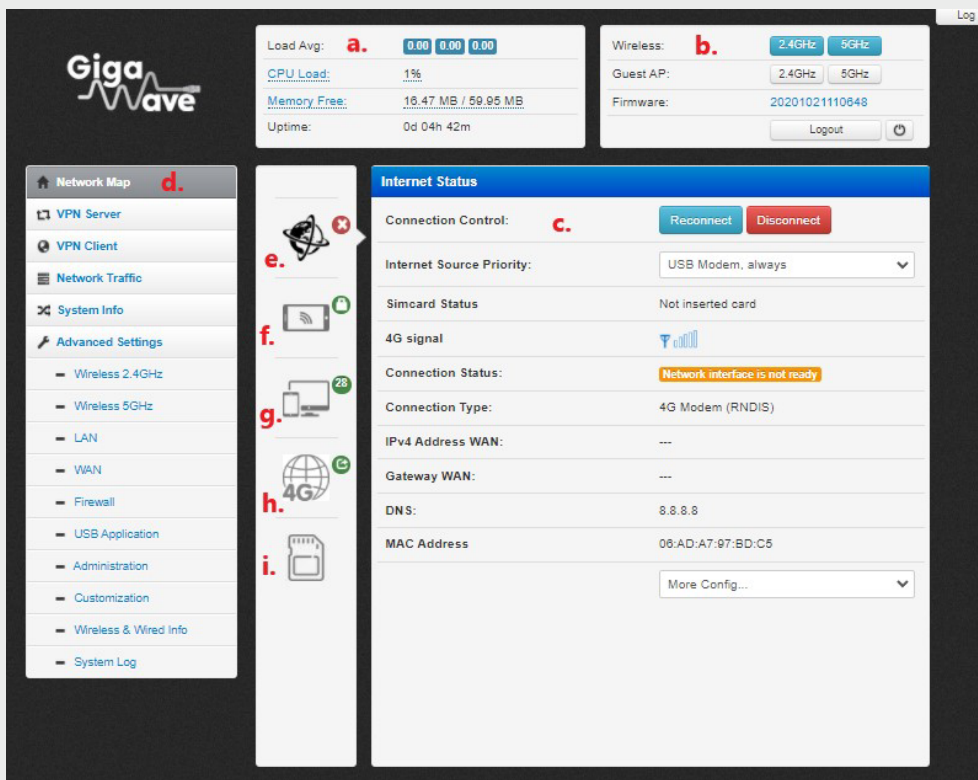 Log
Giga
Wave
Load Avg: a. 0.00 0.00 0.00
CPU Load: 1%
Memory Free: 16.47 MB / 59.95 MB
Uptime: 0d 04h 42m
Wireless: b. 2.4GHz 5GHz
Guest AP: 2.4GHz 5GHz
Firmware: 20201021110648
Logout
Network Map d.
VPN Server
VPN Client
Network Traffic
System Info
Advanced Settings
Wireless 2.4GHz
Wireless 5GHz
LAN
WAN
Firewall
USB Application
Administration
Customization
Wireless & Wired Info
System Log
e.
f.
g. 28
h. 4G
i.
Internet Status
Connection Control: c. Reconnect Disconnect
Internet Source Priority: USB Modem, always
Simcard Status Not inserted card
4G signal
Connection Status: Network interface is not ready
Connection Type: 4G Modem (RNDIS)
IPv4 Address WAN: ---
Gateway WAN: ---
DNS: 8.8.8.8
MAC Address 06:AD:A7:97:BD:C5
More Config...